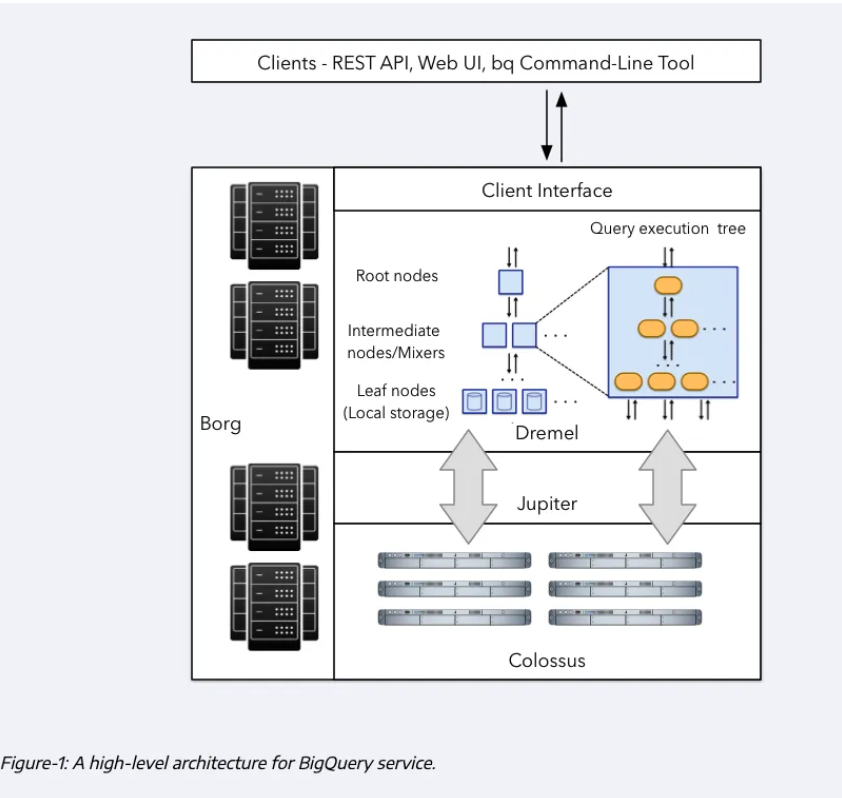 Clients - REST API, Web UI, bq Command-Line Tool
Client Interface
Query execution tree
Root nodes
Intermediate
nodes/Mixers
Leaf nodes
(Local storage)
Borg
Dremel
Jupiter
Colossus
Figure-1: A high-level architecture for BigQuery service.